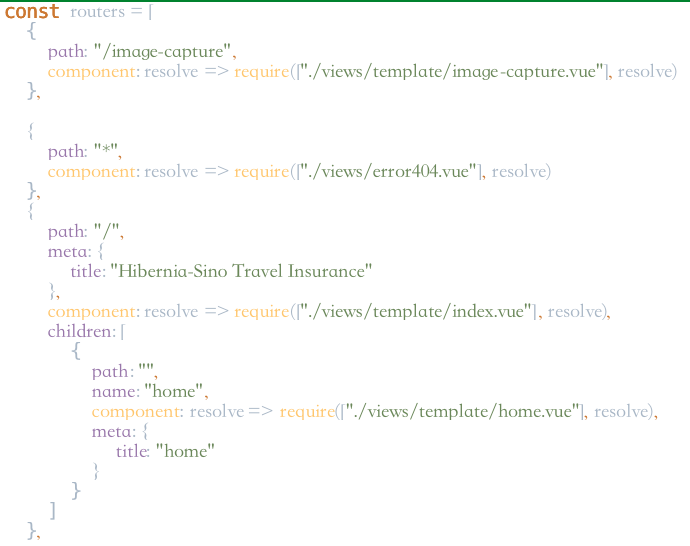 const routers = [
{
path: "/image-capture",
component: resolve => require(["./views/template/image-capture.vue"], resolve)
},
{
path: "*",
component: resolve => require(["./views/error404.vue"], resolve)
},
{
path: "/",
meta: {
title: "Hibernia-Sino Travel Insurance"
},
component: resolve => require(["./views/template/index.vue"], resolve),
children: [
{
path: "",
name: "home",
component: resolve => require(["./views/template/home.vue"], resolve),
meta: {
title: "home"
}
}
]
},